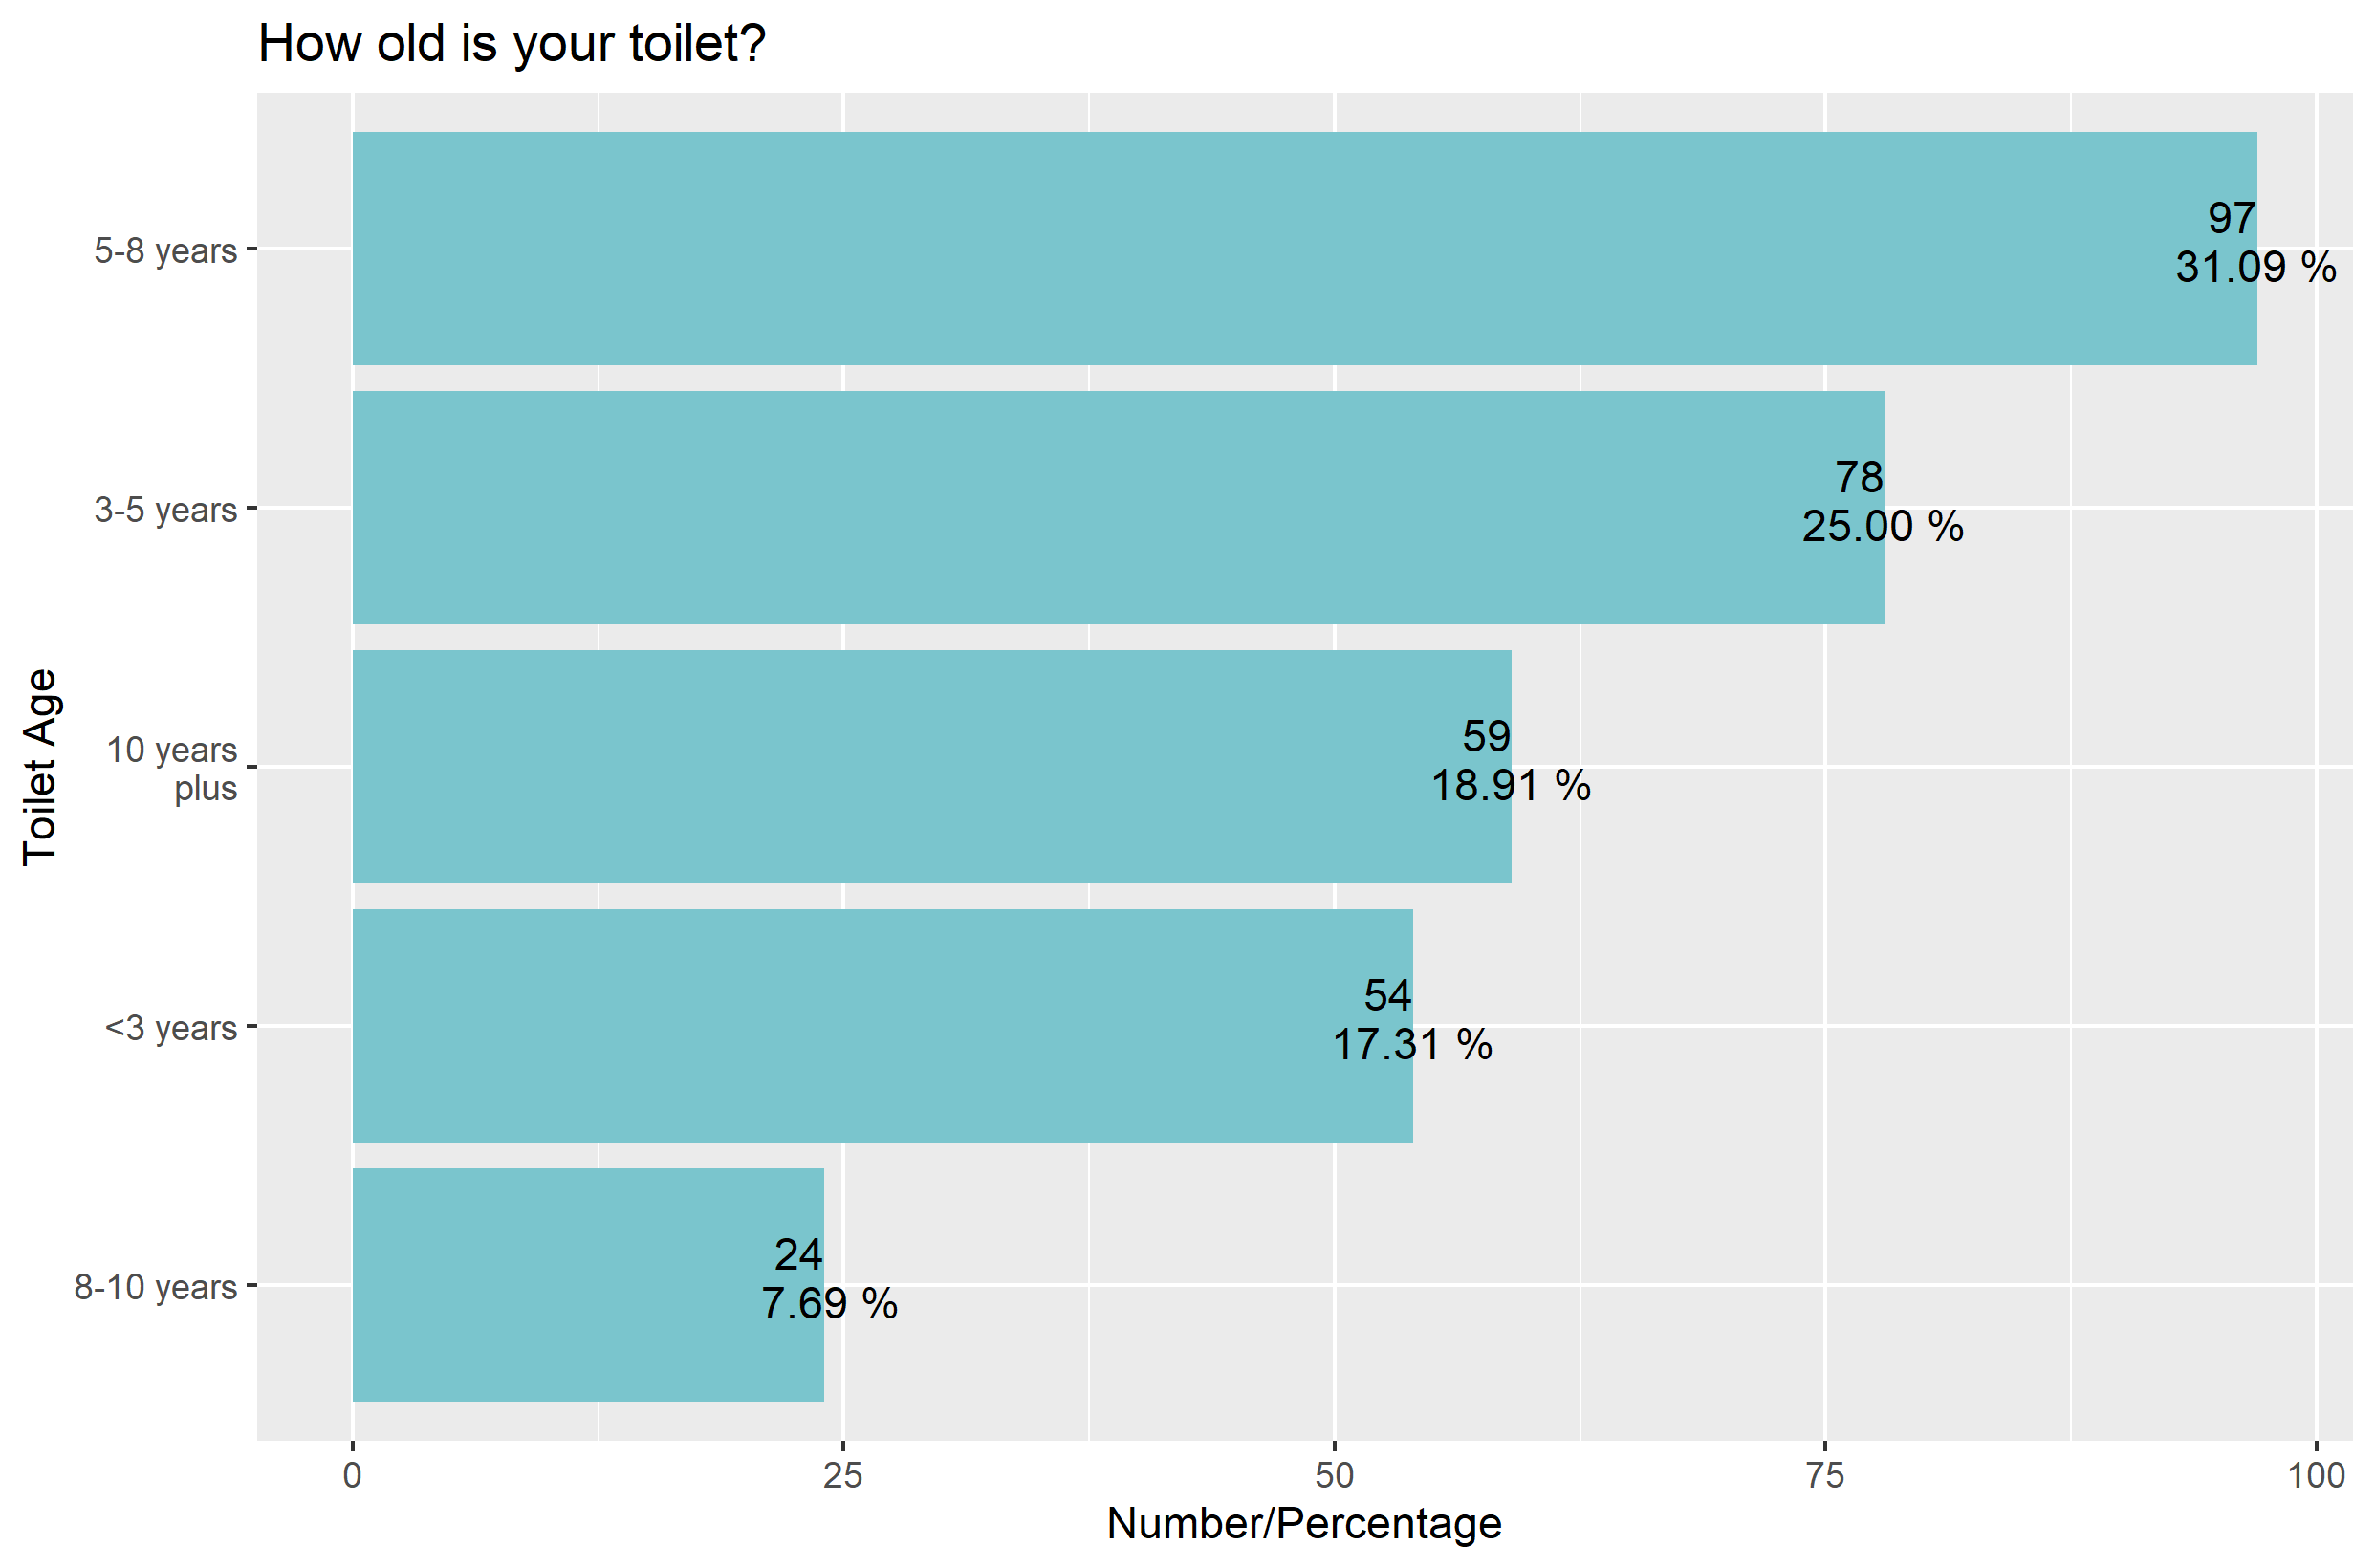 How old is your toilet?
5-8 years
97
31.09 %
3-5 years
78
25.00 %
10 years
plus
59
18.91 %
<3 years
54
17.31 %
8-10 years
24
7.69 %
Toilet Age
0 25 50 75 100
Number/Percentage